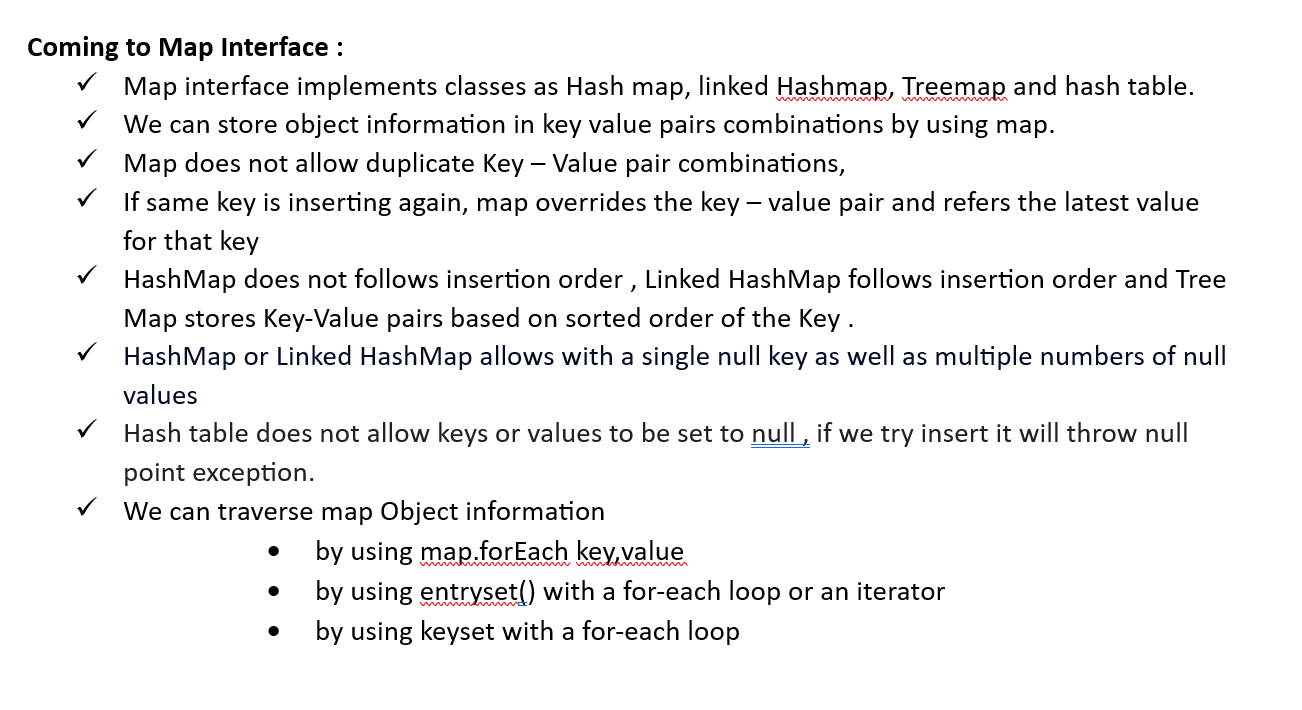 Coming to Map Interface :
✓ Map interface implements classes as Hash map, linked Hashmap, Treemap and hash table.
✓ We can store object information in key value pairs combinations by using map.
✓ Map does not allow duplicate Key – Value pair combinations,
✓ If same key is inserting again, map overrides the key – value pair and refers the latest value
for that key
✓ HashMap does not follows insertion order , Linked HashMap follows insertion order and Tree
Map stores Key-Value pairs based on sorted order of the Key .
✓ HashMap or Linked HashMap allows with a single null key as well as multiple numbers of null
values
✓ Hash table does not allow keys or values to be set to null , if we try insert it will throw null
point exception.
✓ We can traverse map Object information
• by using map.forEach key,value
• by using entryset() with a for-each loop or an iterator
• by using keyset with a for-each loop